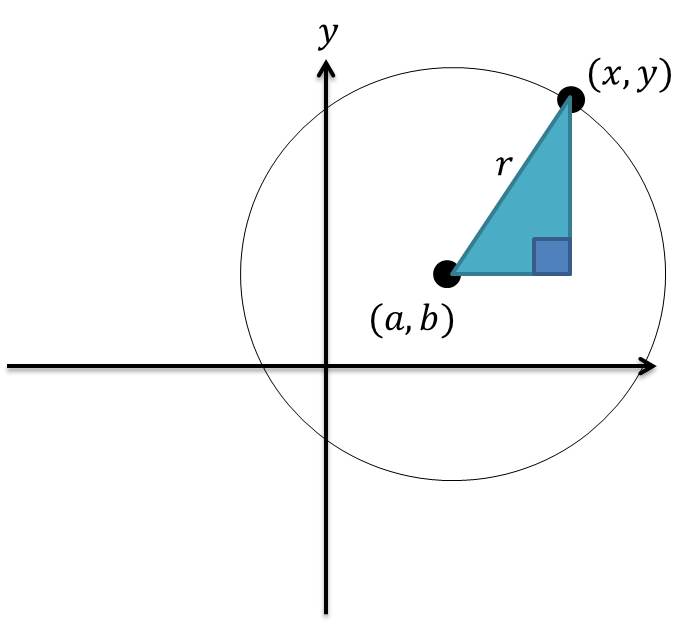 y
(x, y)
r
(a, b)